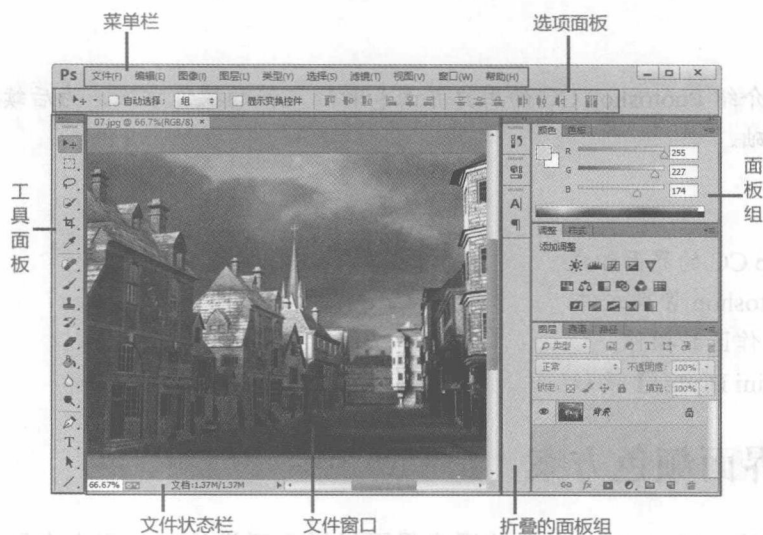 菜单栏
选项面板
Ps 文件(F) 编辑(E) 图像(I) 图层(L) 类型(Y) 选择(S) 滤镜(T) 视图(V) 窗口(W) 帮助(H)
自动选择: 组 显示变换控件
07.jpg @ 66.7%(RGB/8) ×
颜色 色板
R 255
G 227
B 174
工具面板
面板组
调整 样式
添加调整
图层 通道 路径
类型
正常 不透明度: 100%
锁定: 填充: 100%
背景
66.67% 文档:1.37M/1.37M
文件状态栏
文件窗口
折叠的面板组